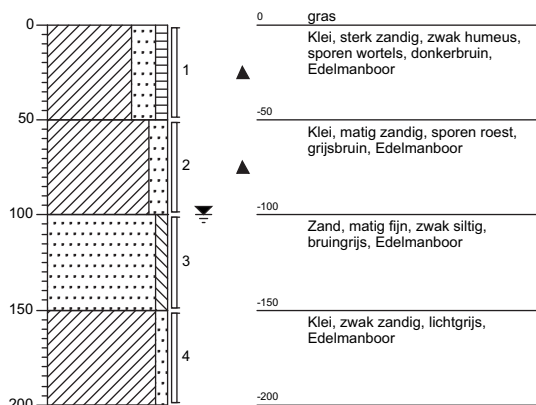 0
50
100
150
200
1
2
3
4
0
gras
Klei, sterk zandig, zwak humeus,
sporen wortels, donkerbruin,
Edelmanboor
-50
Klei, matig zandig, sporen roest,
grijsbruin, Edelmanboor
-100
Zand, matig fijn, zwak siltig,
bruingrijs, Edelmanboor
-150
Klei, zwak zandig, lichtgrijs,
Edelmanboor
-200